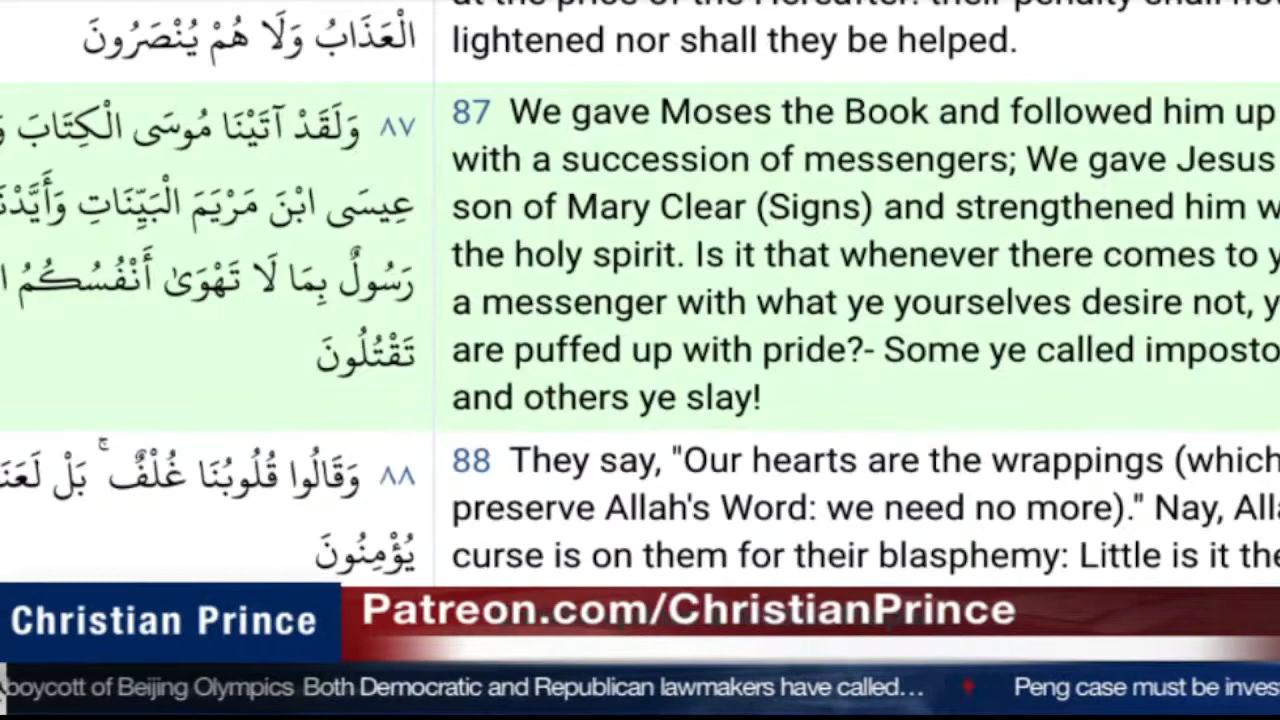 الْعَذَابُ وَلَا هُمْ يُنْصَرُونَ
lightened nor shall they be helped.
٨٧ وَلَقَدْ آتَيْنَا مُوسَى الْكِتَابَ
عِيسَى ابْنَ مَرْيَمَ الْبَيِّنَاتِ
رَسُولٌ بِمَا لَا تَهْوَىٰ أَنْفُسُكُمُ
تَقْتُلُونَ
87 We gave Moses the Book and followed him up
with a succession of messengers; We gave Jesus
son of Mary Clear (Signs) and strengthened him
the holy spirit. Is it that whenever there comes to
a messenger with what ye yourselves desire not,
are puffed up with pride?- Some ye called
and others ye slay!
٨٨ وَقَالُوا قُلُوبُنَا غُلْفٌ ۚ بَلْ
يُؤْمِنُونَ
88 They say, "Our hearts are the wrappings (which
preserve Allah's Word: we need no more)." Nay,
curse is on them for their blasphemy: Little is it
Christian Prince
Patreon.com/ChristianPrince
boycott of Beijing Olympics Both Democratic and Republican lawmakers have called... Peng case must be